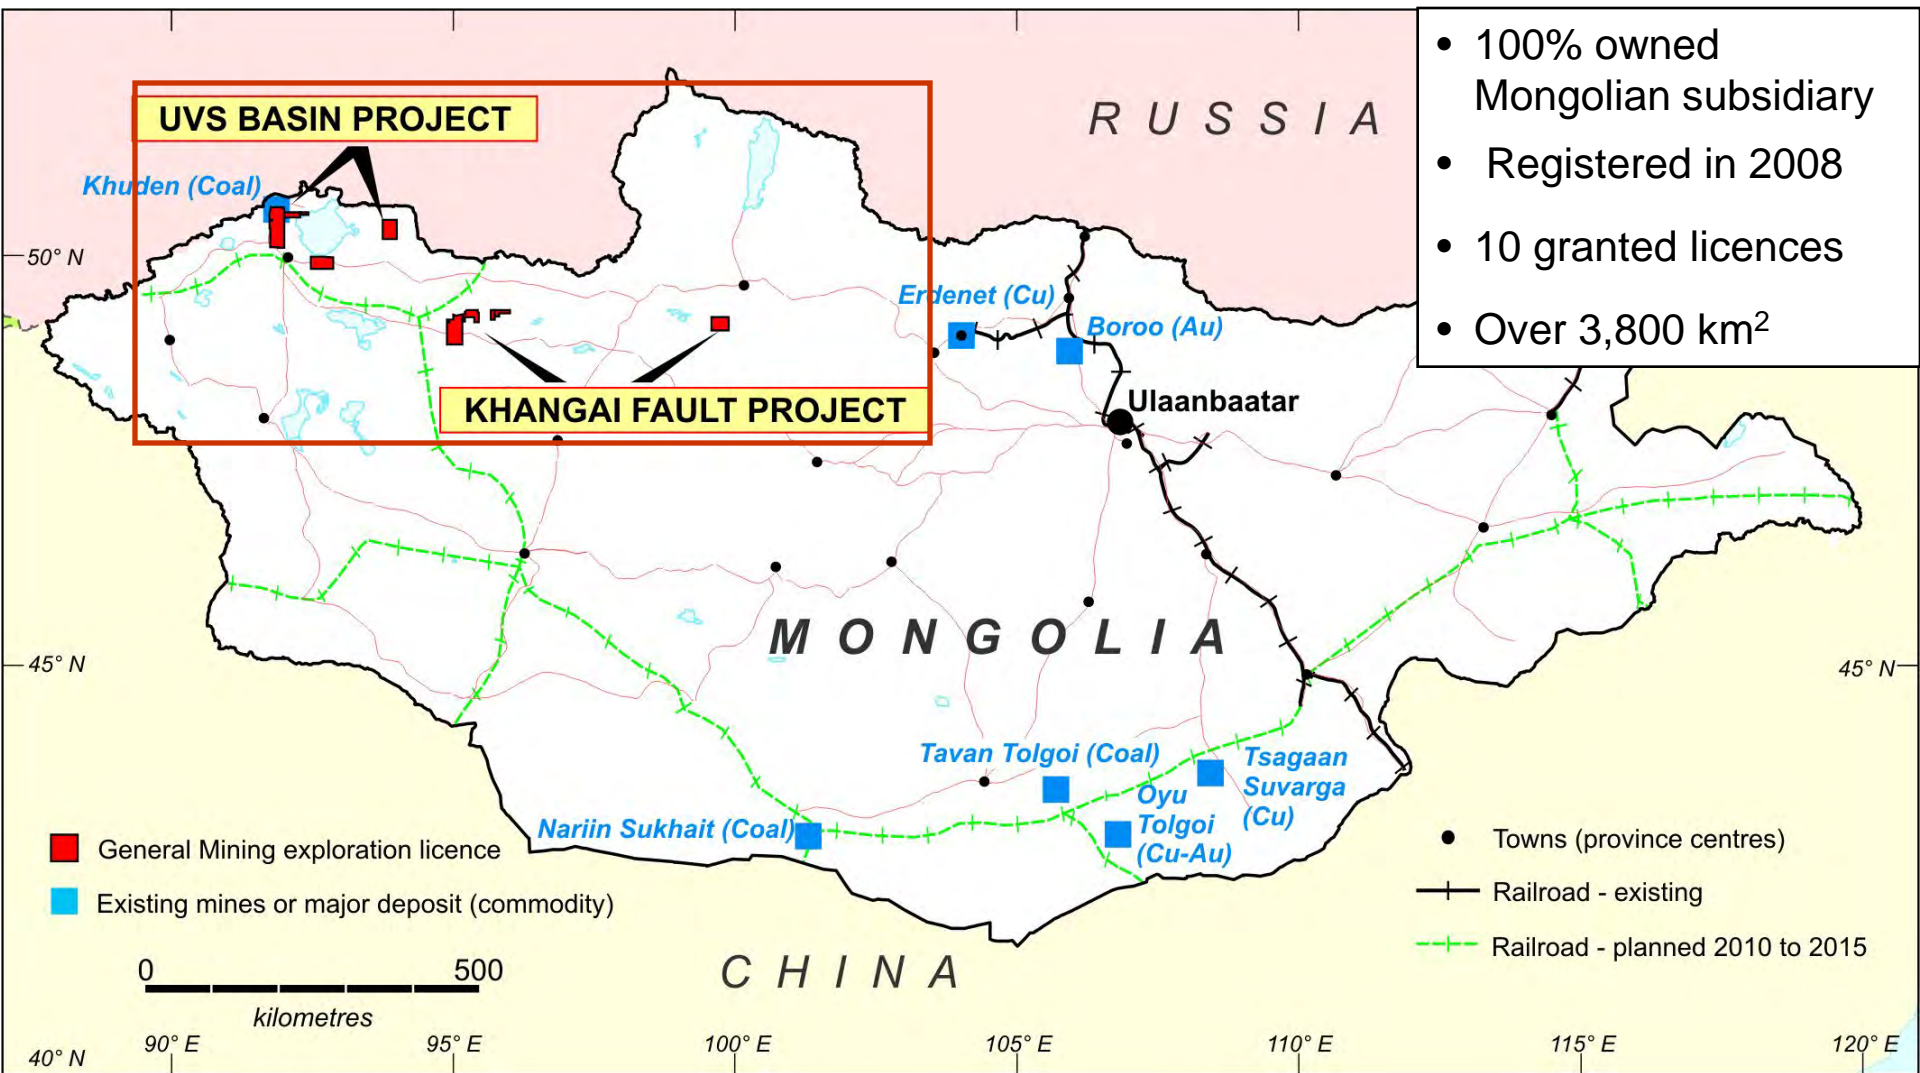 • 100% owned
Mongolian subsidiary
• Registered in 2008
• 10 granted licences
• Over 3,800 km²
UVS BASIN PROJECT
RUSSIA
Khuden (Coal)
50° N
Erdenet (Cu)
Boroo (Au)
KHANGAI FAULT PROJECT
Ulaanbaatar
MONGOLIA
45° N
45° N
Tavan Tolgoi (Coal)
Tsagaan
Suvarga
(Cu)
Oyu
Tolgoi
(Cu-Au)
Nariin Sukhait (Coal)
General Mining exploration licence
Existing mines or major deposit (commodity)
Towns (province centres)
Railroad - existing
Railroad - planned 2010 to 2015
CHINA
0 500
kilometres
40° N
90° E 95° E 100° E 105° E 110° E 115° E 120° E